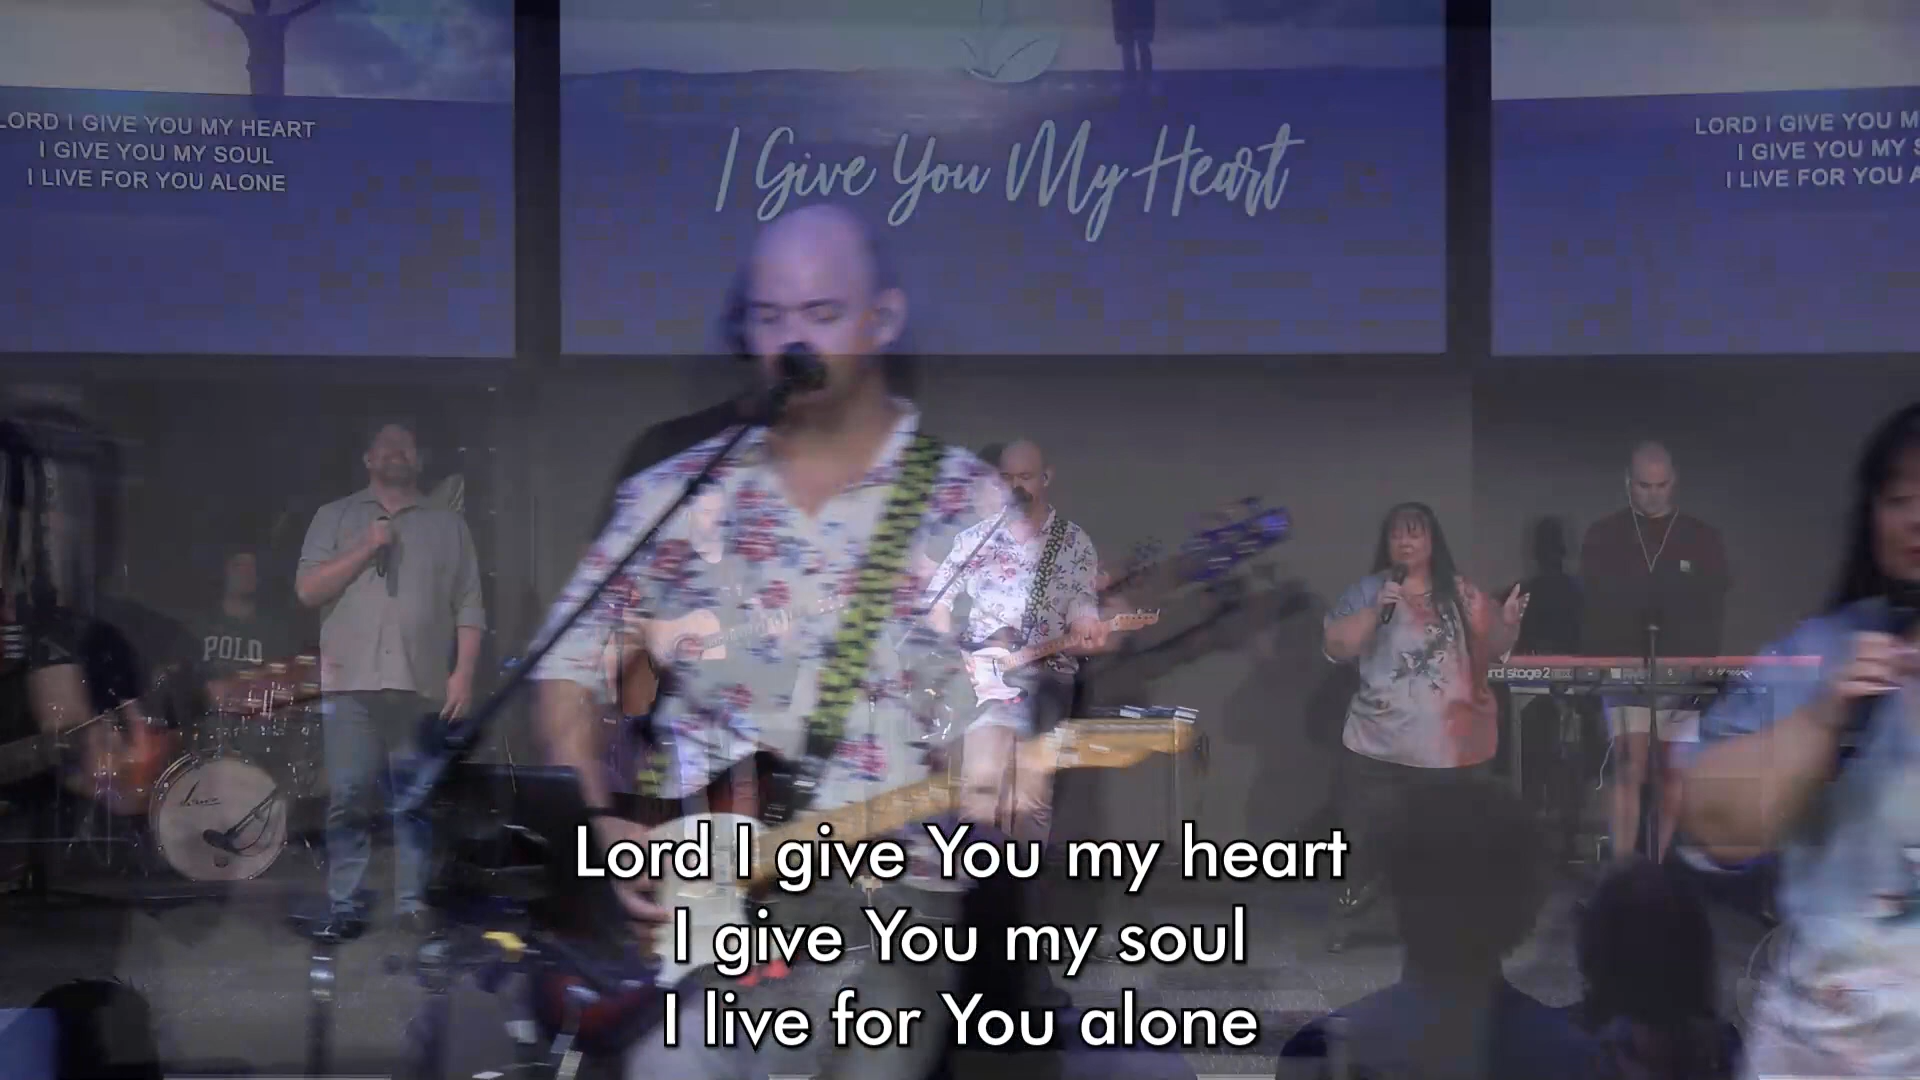 LORD I GIVE YOU MY HEART
I GIVE YOU MY SOUL
I LIVE FOR YOU ALONE
I Give You My Heart
LORD I GIVE YOU M
I GIVE YOU MY S
I LIVE FOR YOU A
POLO
stage 2
Lord I give You my heart
I give You my soul
I live for You alone